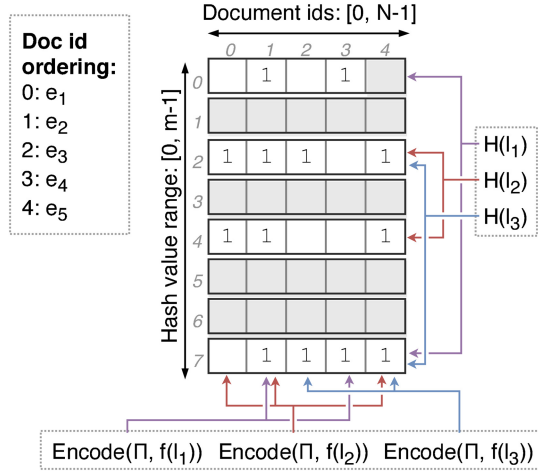 Document ids: [0, N-1]
Doc id
ordering:
0: e₁
1: e₂
2: e₃
3: e₄
4: e₅
Hash value range: [0, m-1]
0 1 2 3 4
0 1 1
1
2 1 1 1 1
3
4 1 1 1
5
6
7 1 1 1 1
H(l₁)
H(l₂)
H(l₃)
Encode(Π, f(l₁)) Encode(Π, f(l₂)) Encode(Π, f(l₃))